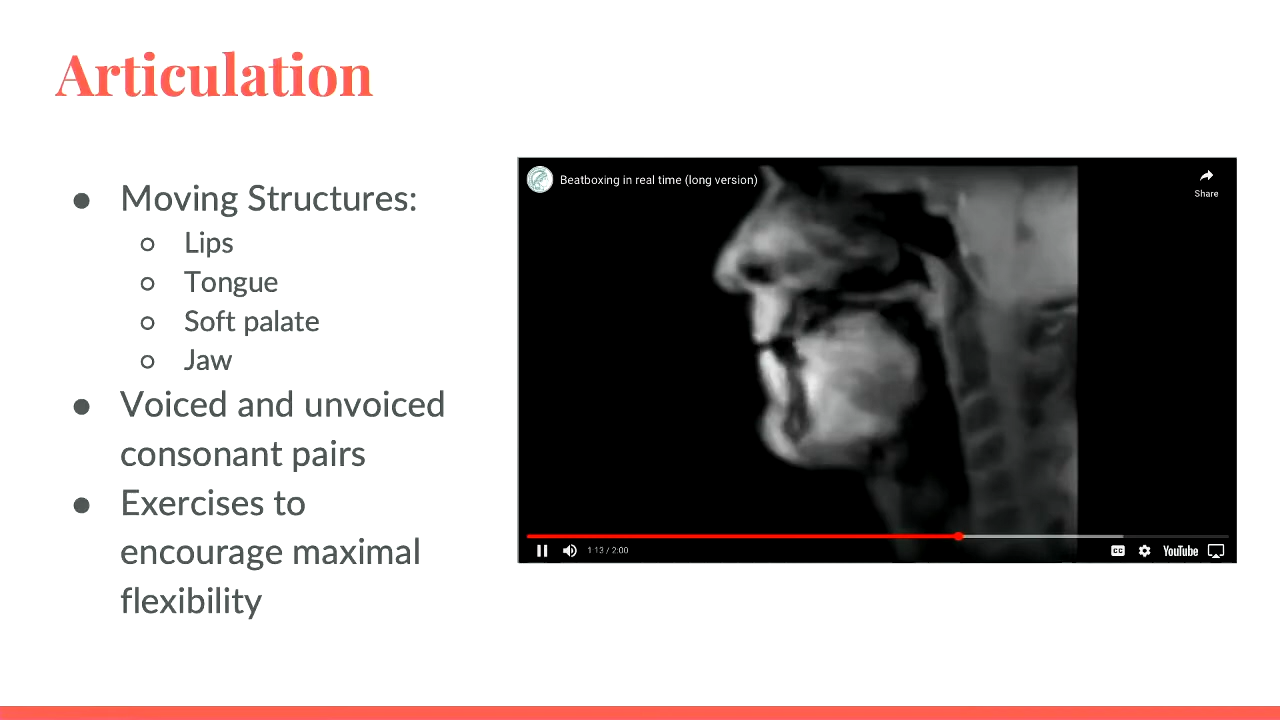 Articulation
● Moving Structures:
○ Lips
○ Tongue
○ Soft palate
○ Jaw
● Voiced and unvoiced
consonant pairs
● Exercises to
encourage maximal
flexibility
Beatboxing in real time (long version)
Share
1:13 / 2:00
CC
YouTube